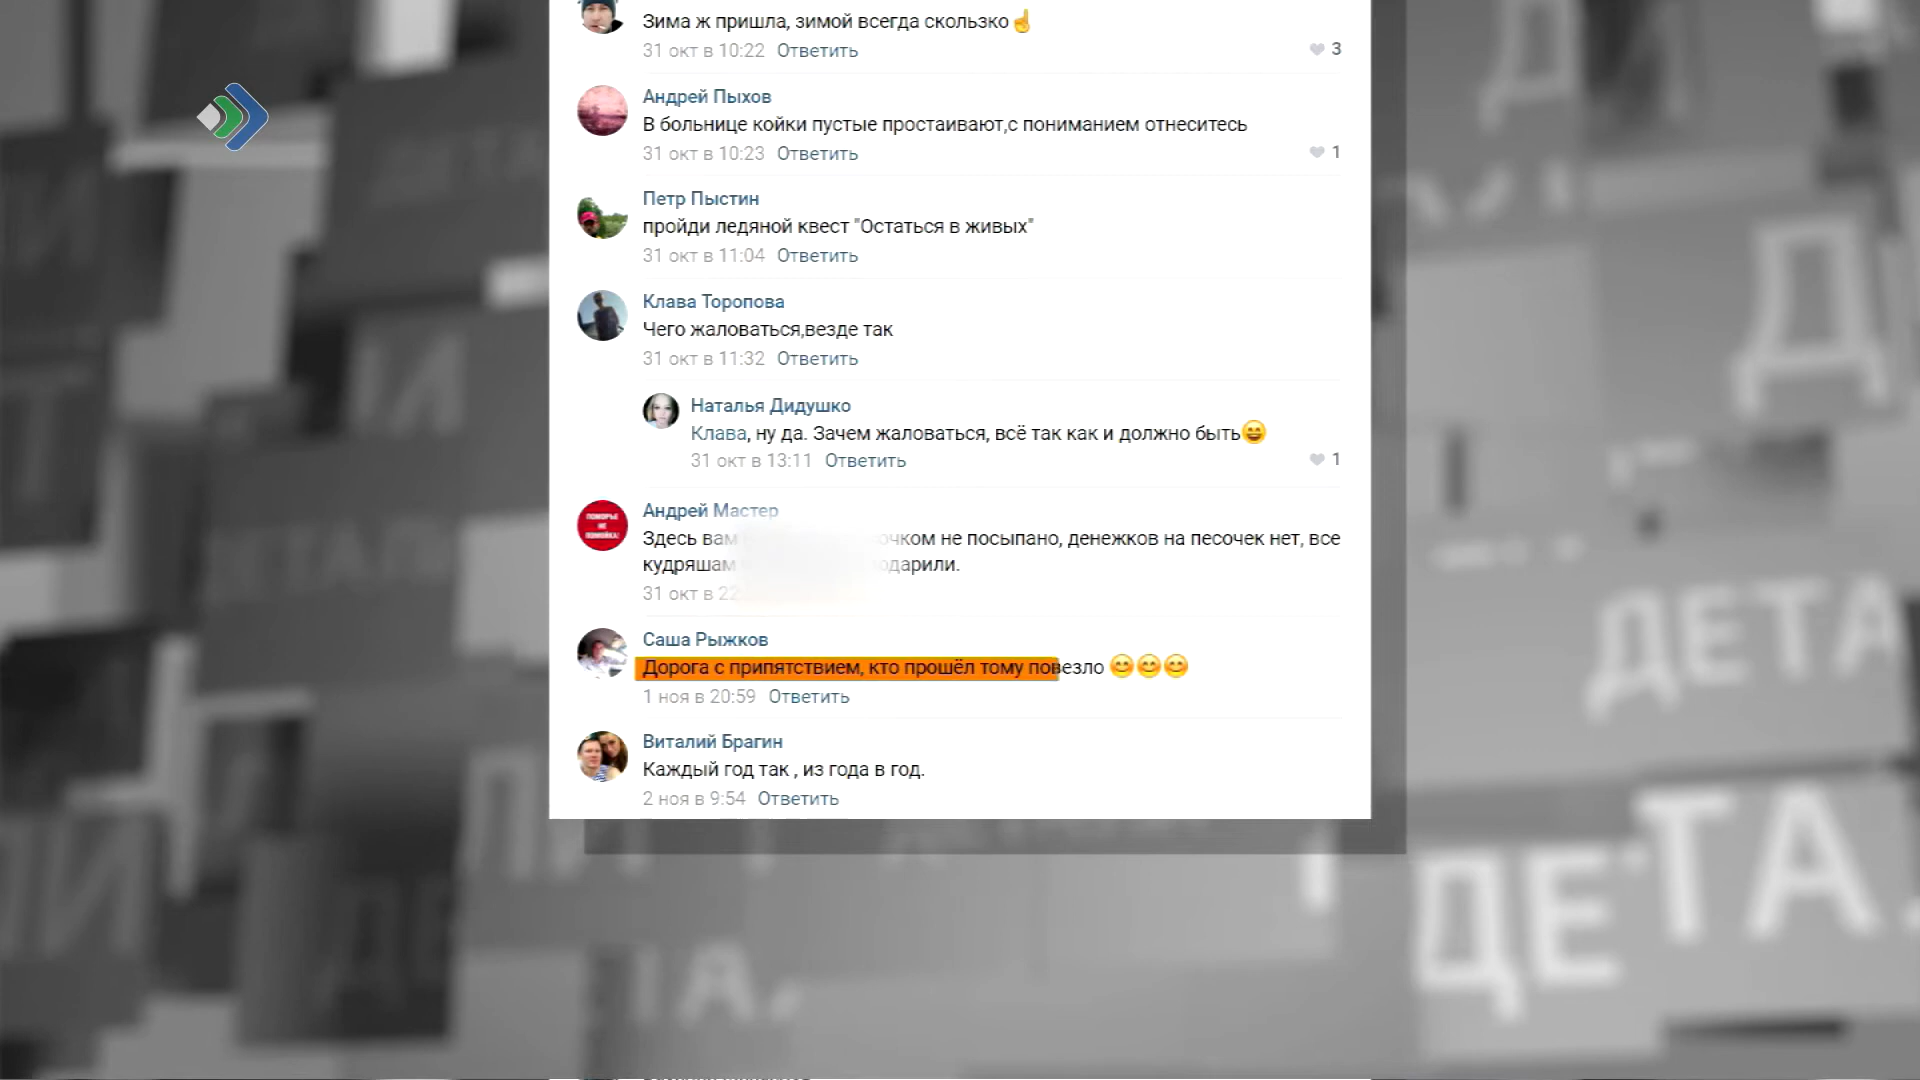 Зима ж пришла, зимой всегда скользко☝
31 окт в 10:22 Ответить
3
Андрей Пыхов
В больнице койки пустые простаивают,с пониманием отнеситесь
31 окт в 10:23 Ответить
1
Петр Пыстин
пройди ледяной квест "Остаться в живых"
31 окт в 11:04 Ответить
Клава Торопова
Чего жаловаться,везде так
31 окт в 11:32 Ответить
Наталья Дидушко
Клава, ну да. Зачем жаловаться, всё так как и должно быть😄
31 окт в 13:11 Ответить
1
Андрей Мастер
ПОМОРЬЕ
НЕ
ПОМОЙКА!
Здесь вам не посыпано, денежков на песочек нет, все
кудряшам
31 окт в
Саша Рыжков
Дорога с припятствием, кто прошёл тому повезло 😊😊😊
1 ноя в 20:59 Ответить
Виталий Брагин
Каждый год так , из года в год.
2 ноя в 9:54 Ответить
ДЕТА
ДЕТА